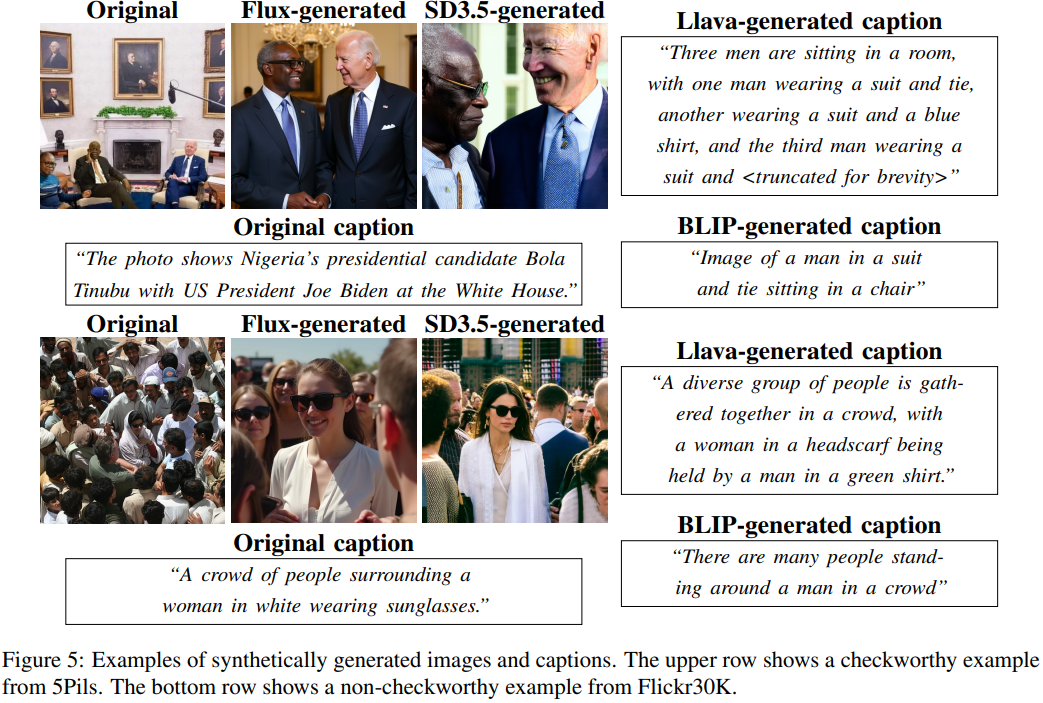 Original
Flux-generated
SD3.5-generated
Original caption
“The photo shows Nigeria’s presidential candidate Bola
Tinubu with US President Joe Biden at the White House.”
Llava-generated caption
“Three men are sitting in a room,
with one man wearing a suit and tie,
another wearing a suit and a blue
shirt, and the third man wearing a
suit and <truncated for brevity>”
BLIP-generated caption
“Image of a man in a suit
and tie sitting in a chair”
Original
Flux-generated
SD3.5-generated
Original caption
“A crowd of people surrounding a
woman in white wearing sunglasses.”
Llava-generated caption
“A diverse group of people is gath-
ered together in a crowd, with
a woman in a headscarf being
held by a man in a green shirt.”
BLIP-generated caption
“There are many people stand-
ing around a man in a crowd”
Figure 5: Examples of synthetically generated images and captions. The upper row shows a checkworthy example
from 5Pils. The bottom row shows a non-checkworthy example from Flickr30K.